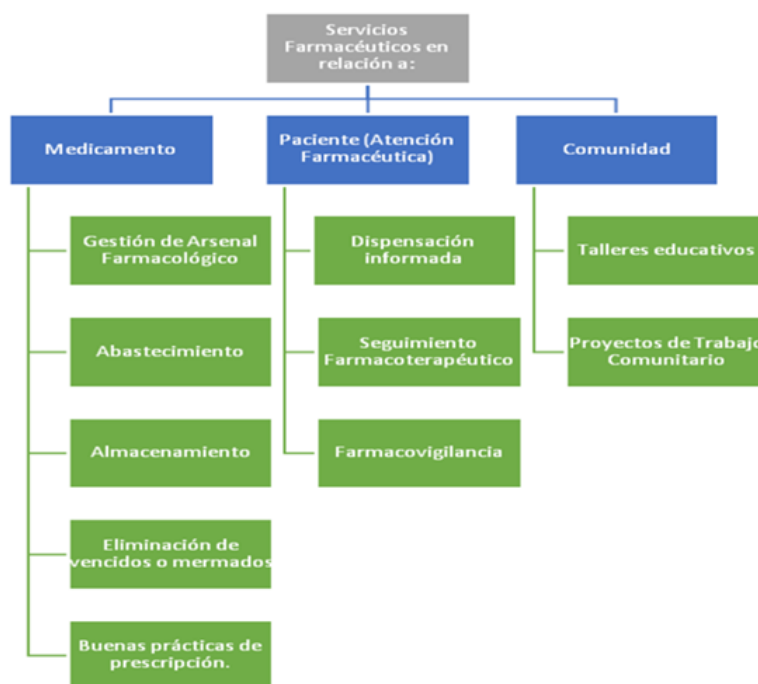 Servicios
Farmacéuticos en
relación a:
Medicamento
Paciente (Atención
Farmacéutica)
Comunidad
Gestión de Arsenal
Farmacológico
Abastecimiento
Almacenamiento
Eliminación de
vencidos o mermados
Buenas prácticas de
prescripción.
Dispensación
informada
Seguimiento
Farmacoterapéutico
Farmacovigilancia
Talleres educativos
Proyectos de Trabajo
Comunitario